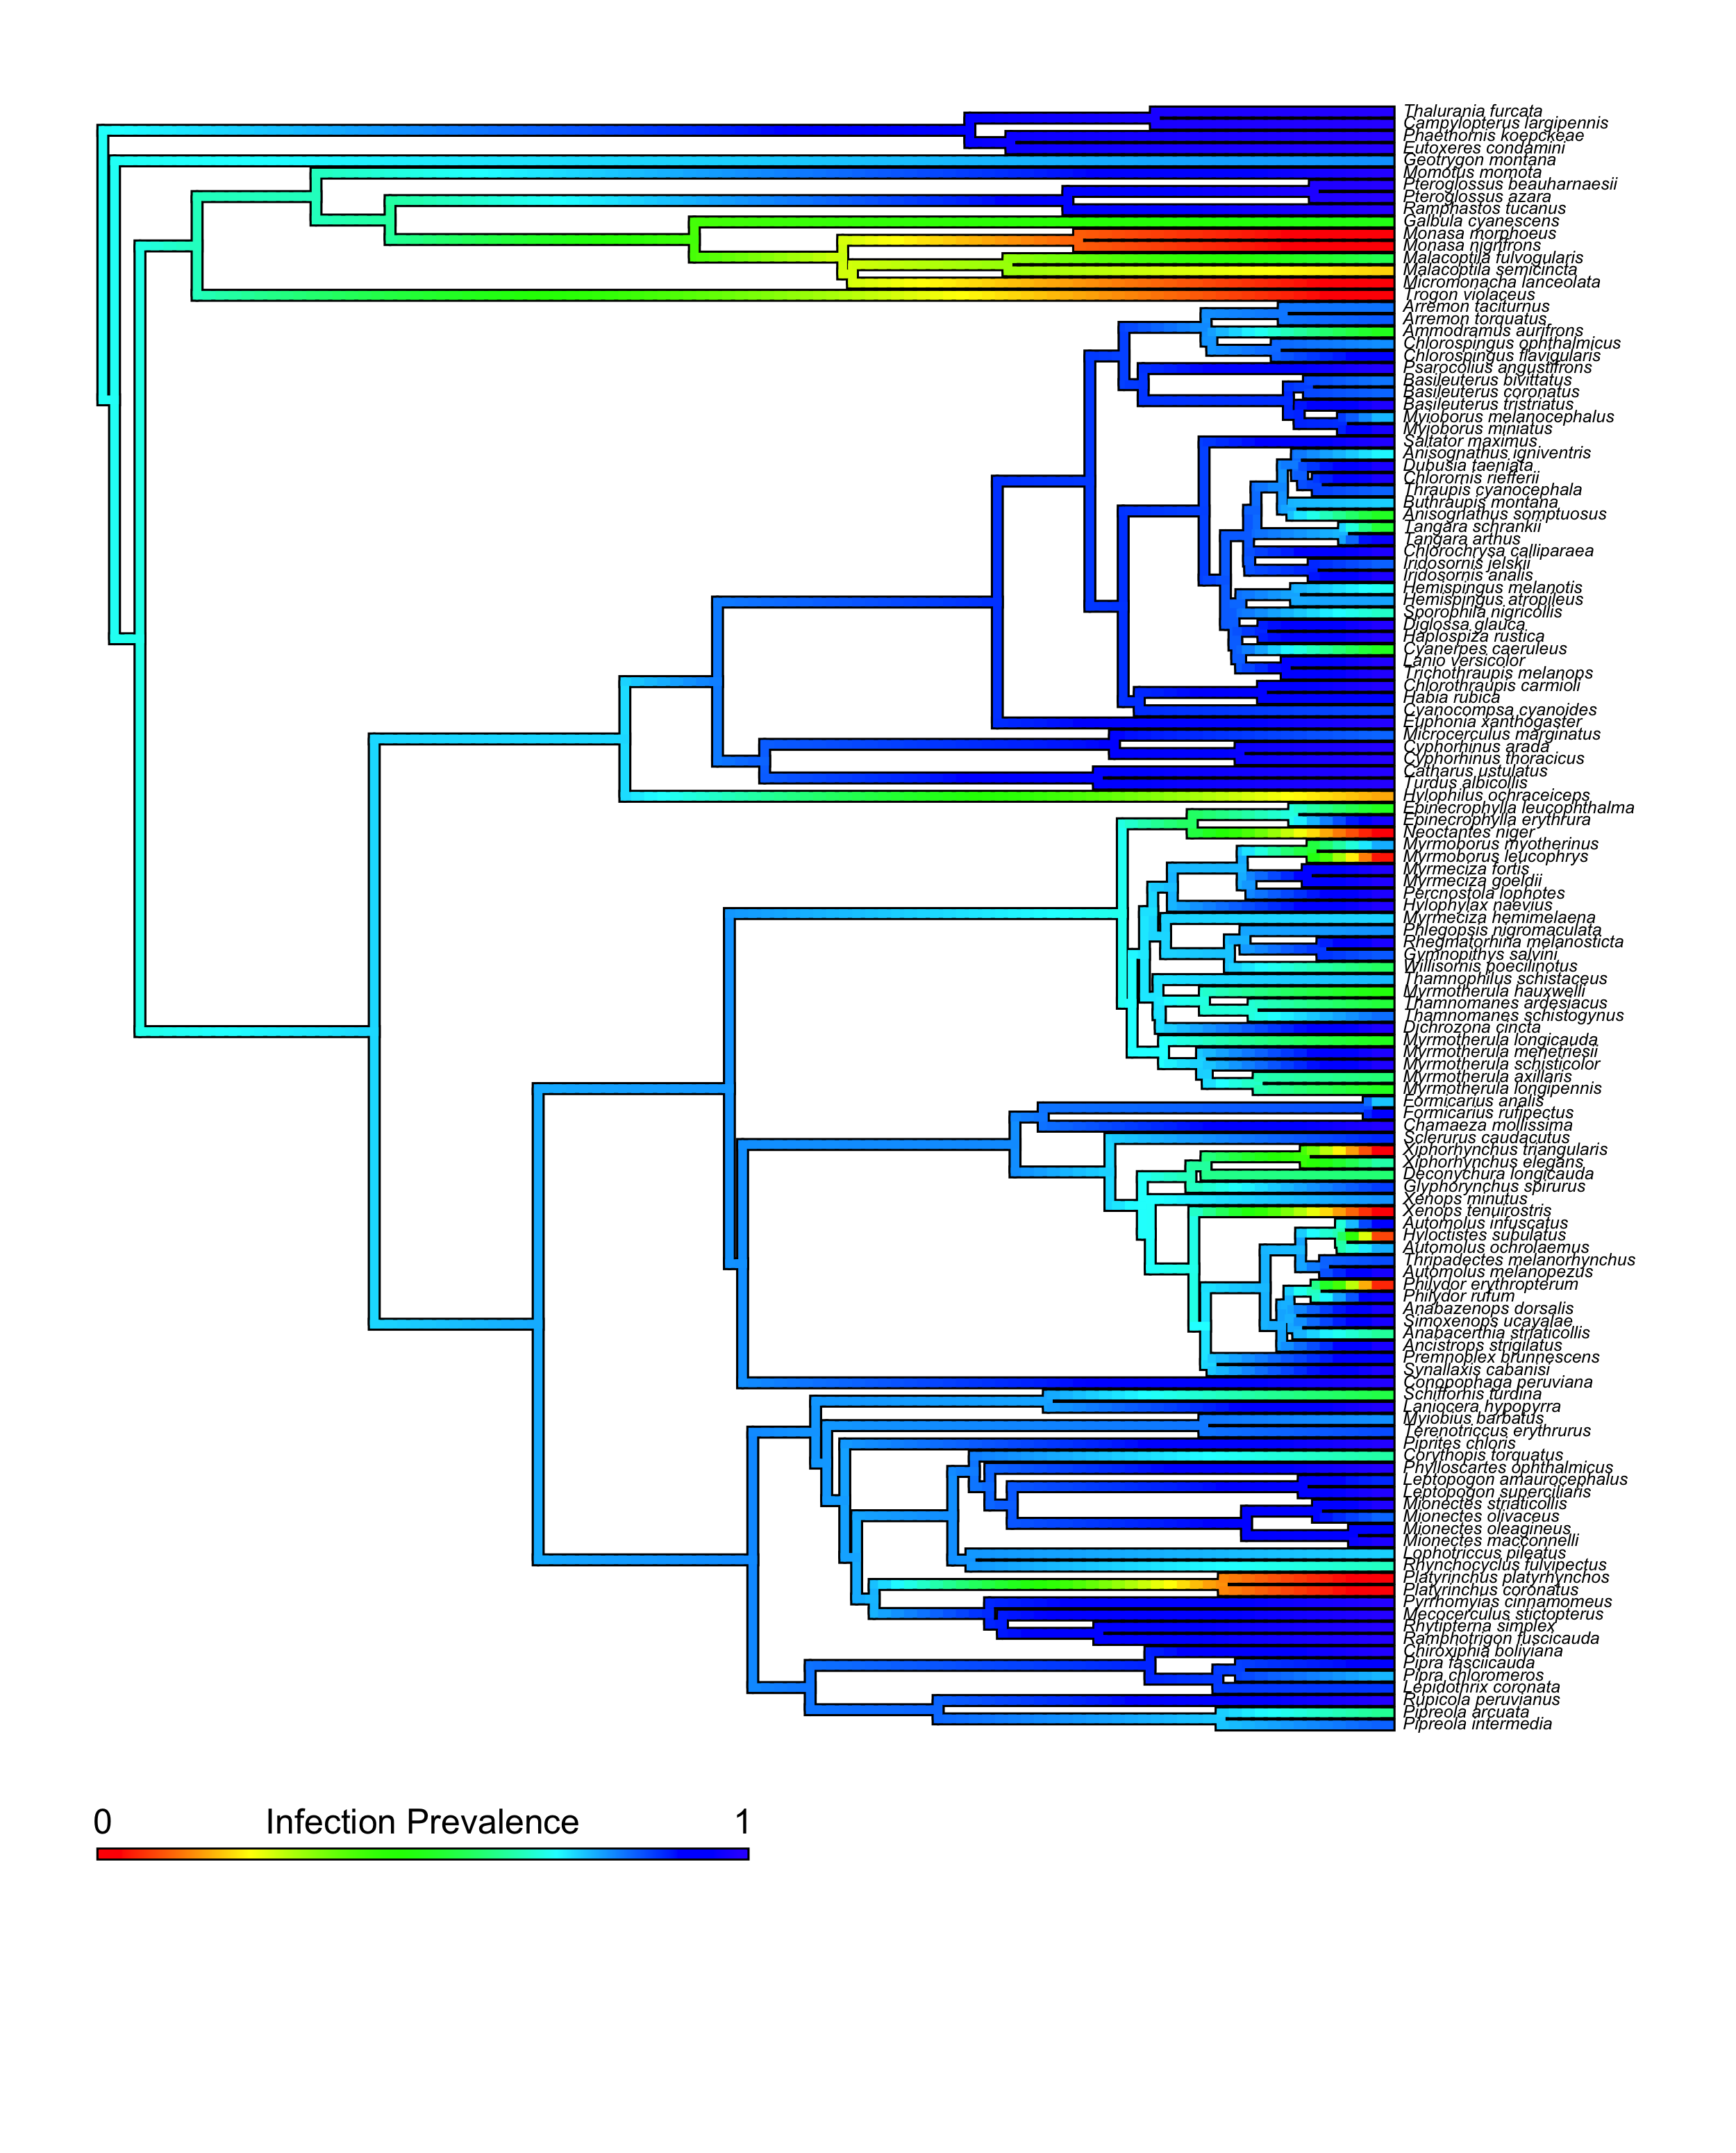 Thalurania furcata
Campylopterus largipennis
Phaethornis koepckeae
Eutoxeres condamini
Geotrygon montana
Momotus momota
Pteroglossus beauharnaesii
Pteroglossus azara
Ramphastos tucanus
Galbula cyanescens
Monasa morphoeus
Monasa nigrifrons
Malacoptila fulvogularis
Malacoptila semicincta
Micromonacha lanceolata
Trogon violaceus
Arremon taciturnus
Arremon torquatus
Ammodramus aurifrons
Chlorospingus ophthalmicus
Chlorospingus flavigularis
Psarocolius angustifrons
Basileuterus bivittatus
Basileuterus coronatus
Basileuterus tristriatus
Myioborus melanocephalus
Myioborus miniatus
Saltator maximus
Anisognathus igniventris
Dubusia taeniata
Chlorornis riefferii
Thraupis cyanocephala
Buthraupis montana
Anisognathus somptuosus
Tangara schrankii
Tangara arthus
Chlorochrysa calliparaea
Iridosornis jelskii
Iridosornis analis
Hemispingus melanotis
Hemispingus atropileus
Sporophila nigricollis
Diglossa glauca
Haplospiza rustica
Cyanerpes caeruleus
Lanio versicolor
Trichothraupis melanops
Chlorothraupis carmioli
Habia rubica
Cyanocompsa cyanoides
Euphonia xanthogaster
Microcerculus marginatus
Cyphorhinus arada
Cyphorhinus thoracicus
Catharus ustulatus
Turdus albicollis
Hylophilus ochraceiceps
Epinecrophylla leucophthalma
Epinecrophylla erythrura
Neoctantes niger
Myrmoborus myotherinus
Myrmoborus leucophrys
Myrmeciza fortis
Myrmeciza goeldii
Percnostola lophotes
Hylophylax naevius
Myrmeciza hemimelaena
Phlegopsis nigromaculata
Rhegmatorhina melanosticta
Gymnopithys salvini
Willisornis poecilinotus
Thamnophilus schistaceus
Myrmotherula hauxwelli
Thamnomanes ardesiacus
Thamnomanes schistogynus
Dichrozona cincta
Myrmotherula longicauda
Myrmotherula menetriesii
Myrmotherula schisticolor
Myrmotherula axillaris
Myrmotherula longipennis
Formicarius analis
Formicarius rufipectus
Chamaeza mollissima
Sclerurus caudacutus
Xiphorhynchus triangularis
Xiphorhynchus elegans
Deconychura longicauda
Glyphorynchus spirurus
Xenops minutus
Xenops tenuirostris
Automolus infuscatus
Hyloctistes subulatus
Automolus ochrolaemus
Thripadectes melanorhynchus
Automolus melanopezus
Philydor erythropterum
Philydor rufum
Anabazenops dorsalis
Simoxenops ucayalae
Anabacerthia striaticollis
Ancistrops strigilatus
Premnoplex brunnescens
Synallaxis cabanisi
Conopophaga peruviana
Schiffornis turdina
Laniocera hypopyrra
Myiobius barbatus
Terenotriccus erythrurus
Piprites chloris
Corythopis torquatus
Phylloscartes ophthalmicus
Leptopogon amaurocephalus
Leptopogon superciliaris
Mionectes striaticollis
Mionectes olivaceus
Mionectes oleagineus
Mionectes macconnelli
Lophotriccus pileatus
Rhynchocyclus fulvipectus
Platyrinchus platyrhynchos
Platyrinchus coronatus
Pyrrhomyias cinnamomeus
Mecocerculus stictopterus
Rhytipterna simplex
Ramphotrigon fuscicauda
Chiroxiphia boliviana
Pipra fasciicauda
Pipra chloromeros
Lepidothrix coronata
Rupicola peruvianus
Pipreola arcuata
Pipreola intermedia
0 Infection Prevalence 1